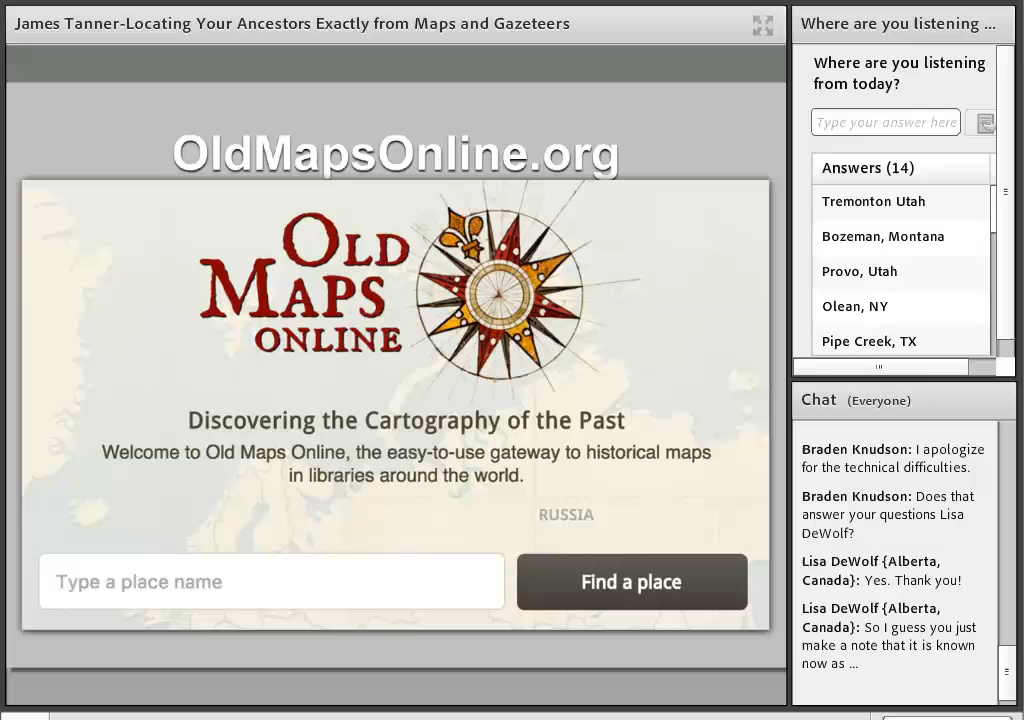 James Tanner-Locating Your Ancestors Exactly from Maps and Gazeteers
OldMapsOnline.org
OLD
MAPS
ONLINE
Discovering the Cartography of the Past
Welcome to Old Maps Online, the easy-to-use gateway to historical maps
in libraries around the world.
RUSSIA
Type a place name
Find a place
Where are you listening ...
Where are you listening
from today?
Type your answer here
Answers (14)
Tremonton Utah
Bozeman, Montana
Provo, Utah
Olean, NY
Pipe Creek, TX
Chat (Everyone)
Braden Knudson: I apologize
for the technical difficulties.
Braden Knudson: Does that
answer your questions Lisa
DeWolf?
Lisa DeWolf {Alberta,
Canada}: Yes. Thank you!
Lisa DeWolf {Alberta,
Canada}: So I guess you just
make a note that it is known
now as ...